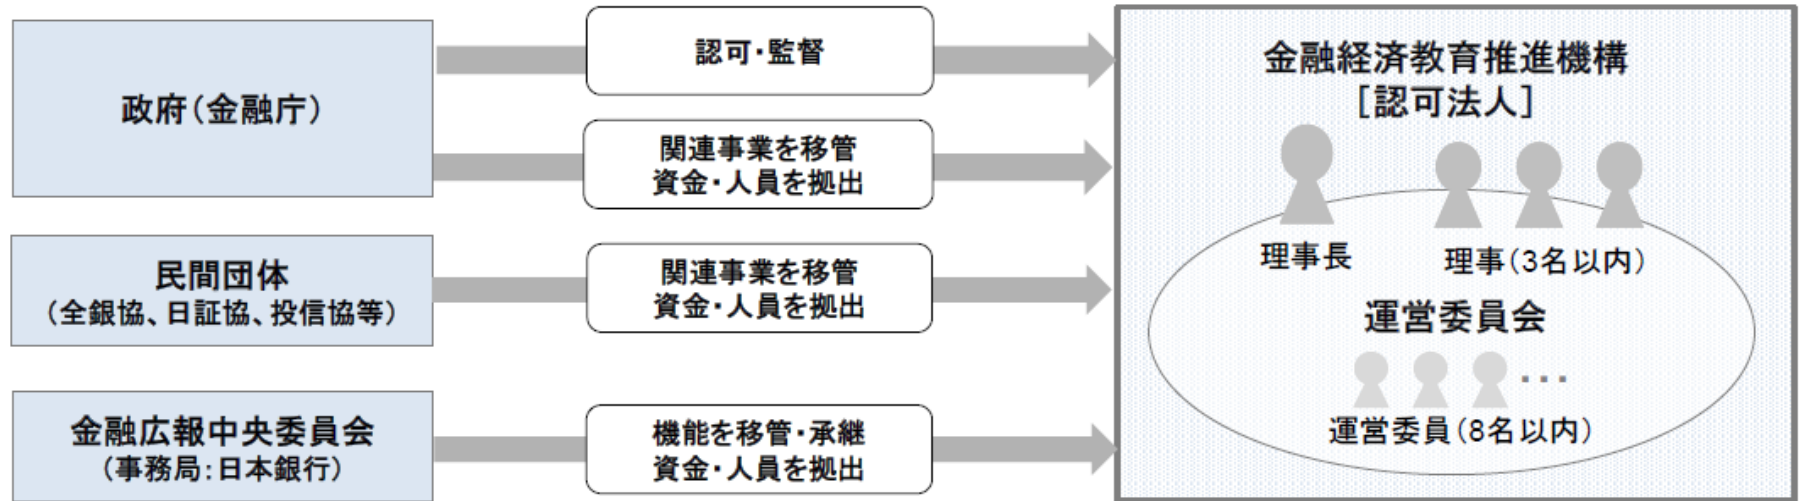 政府（金融庁）
認可・監督
関連事業を移管
資金・人員を拠出
民間団体
（全銀協、日証協、投信協等）
関連事業を移管
資金・人員を拠出
金融広報中央委員会
（事務局：日本銀行）
機能を移管・承継
資金・人員を拠出
金融経済教育推進機構
［認可法人］
理事長
理事（3名以内）
運営委員会
・・・
運営委員（8名以内）